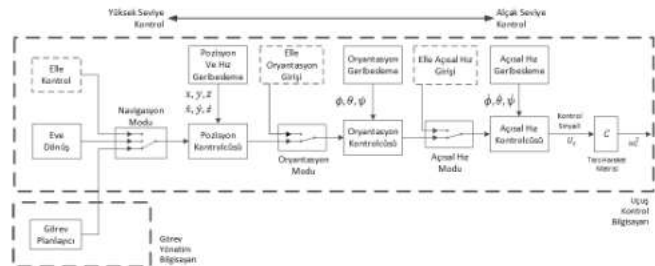 Yüksek Seviye
Kontrol
Alçak Seviye
Kontrol
Elle
Kontrol
Pozisyon
Ve Hız
Geribesleme
Elle
Oryantasyon
Girişi
Oryantasyon
Geribesleme
Elle Açısal Hız
Girişi
Açısal Hız
Geribesleme
x, y, z
ẋ, ẏ, ż
ϕ, θ, ψ
ϕ̇, θ̇, ψ̇
Navigasyon
Modu
Eve
Dönüş
Pozisyon
Kontrolcüsü
Oryantasyon
Modu
Oryantasyon
Kontrolcüsü
Açısal Hız
Modu
Açısal Hız
Kontrolcüsü
Kontrol
Sinyali
C
Matrisi
Uçuş
Kontrol
Bilgisayarı
Görev
Planlayıcı
Görev
Yönetim
Bilgisayarı